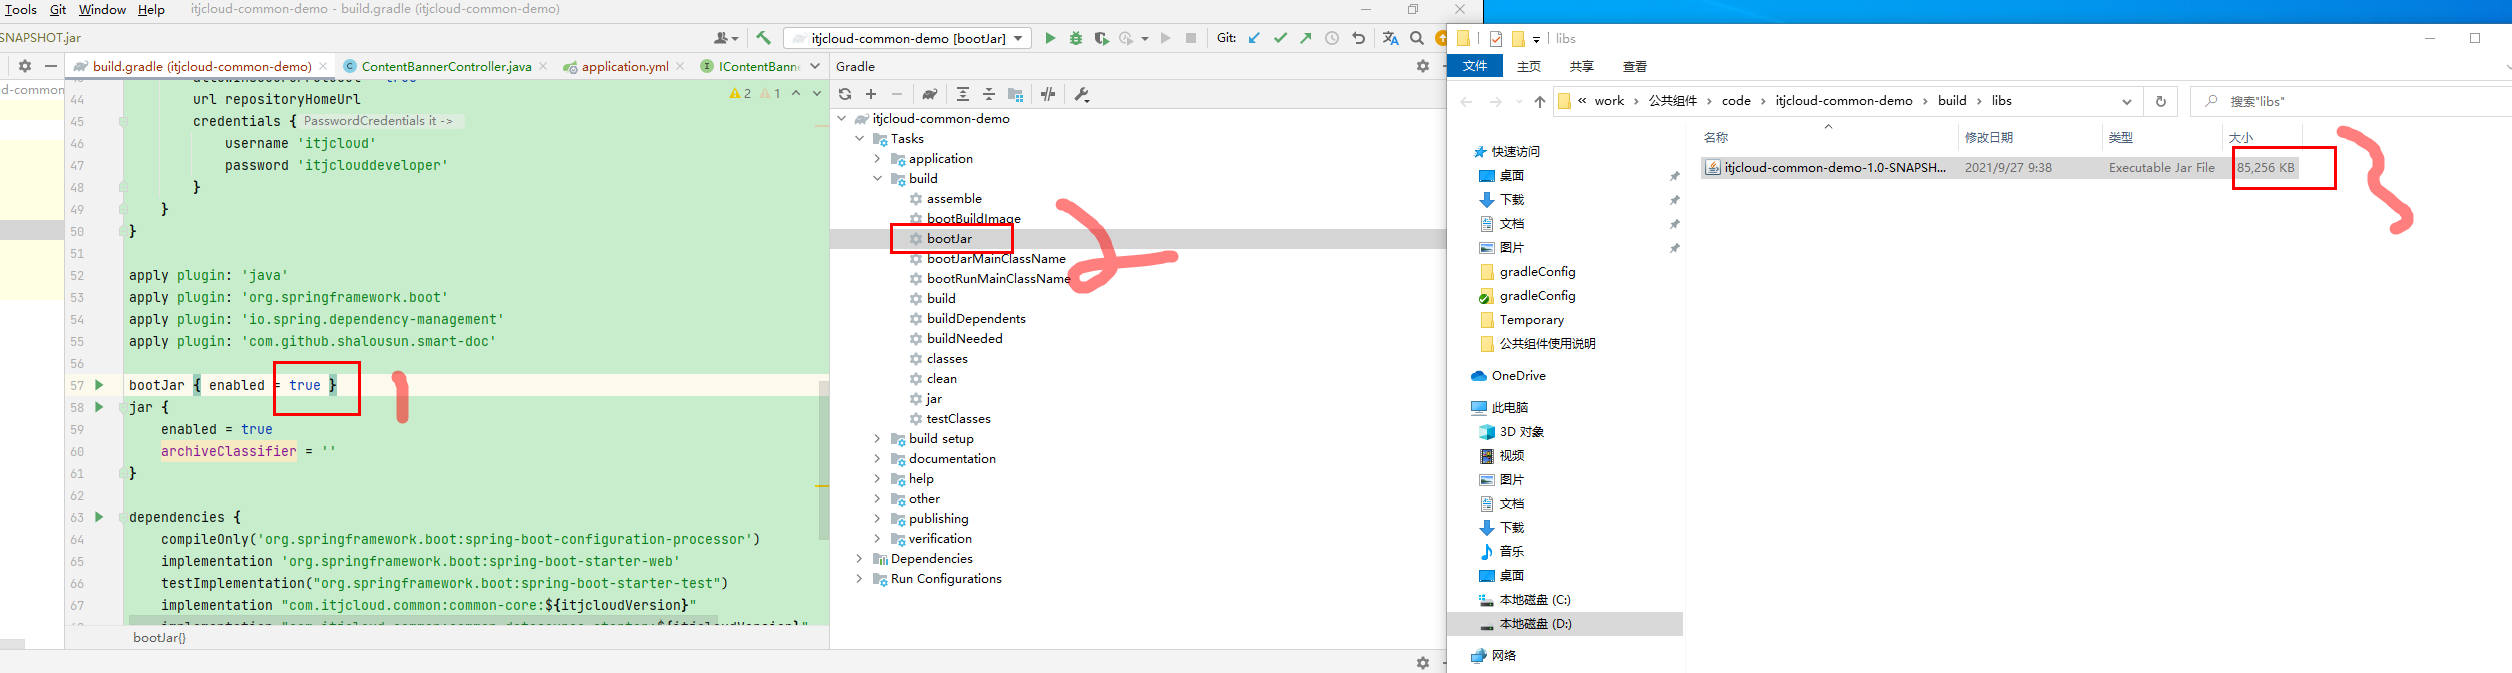 Tools Git Window Help itjcloud-common-demo - build.gradle (itjcloud-common-demo)
SNAPSHOT.jar
itjcloud-common-demo [bootJar]
Git:
build.gradle (itjcloud-common-demo)
ContentBannerController.java
application.yml
IContentBann
d-common
44 url repositoryHomeUrl
2 1
45 credentials { PasswordCredentials it ->
46 username 'itjcloud'
47 password 'itjclouddeveloper'
48 }
49 }
50 }
51
52 apply plugin: 'java'
53 apply plugin: 'org.springframework.boot'
54 apply plugin: 'io.spring.dependency-management'
55 apply plugin: 'com.github.shalousun.smart-doc'
56
57 bootJar { enabled = true }
58 jar {
59 enabled = true
60 archiveClassifier = ''
61 }
62
63 dependencies {
64 compileOnly('org.springframework.boot:spring-boot-configuration-processor')
65 implementation 'org.springframework.boot:spring-boot-starter-web'
66 testImplementation("org.springframework.boot:spring-boot-starter-test")
67 implementation "com.itjcloud.common:common-core:${itjcloudVersion}"
bootJar{}
1
Gradle
itjcloud-common-demo
Tasks
application
build
assemble
bootBuildImage
bootJar
bootJarMainClassName
bootRunMainClassName
build
buildDependents
buildNeeded
classes
clean
jar
testClasses
build setup
documentation
help
other
publishing
verification
Dependencies
Run Configurations
2
libs
文件 主页 共享 查看
« work › 公共组件 › code › itjcloud-common-demo › build › libs
搜索"libs"
名称 修改日期 类型 大小
itjcloud-common-demo-1.0-SNAPSH... 2021/9/27 9:38 Executable Jar File 85,256 KB
快速访问
桌面
下载
文档
图片
gradleConfig
gradleConfig
Temporary
公共组件使用说明
OneDrive
此电脑
3D 对象
视频
图片
文档
下载
音乐
桌面
本地磁盘 (C:)
本地磁盘 (D:)
网络
3